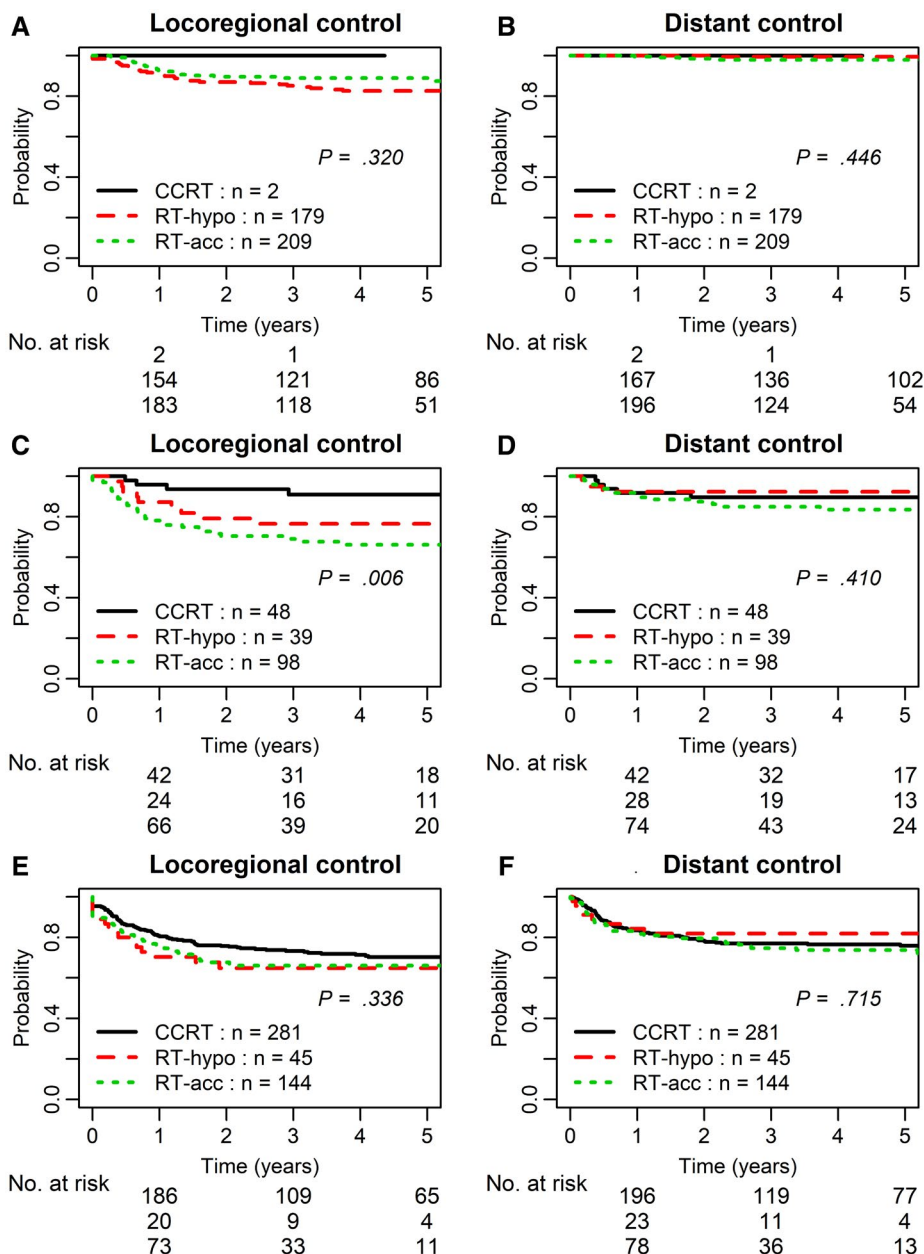 A Locoregional control
Probability
0.8
0.4
0.0
P = .320
CCRT : n = 2
RT-hypo : n = 179
RT-acc : n = 209
0 1 2 3 4 5
Time (years)
No. at risk
2 1
154 121 86
183 118 51
B Distant control
Probability
0.8
0.4
0.0
P = .446
CCRT : n = 2
RT-hypo : n = 179
RT-acc : n = 209
0 1 2 3 4 5
Time (years)
No. at risk
2 1
167 136 102
196 124 54
C Locoregional control
Probability
0.8
0.4
0.0
P = .006
CCRT : n = 48
RT-hypo : n = 39
RT-acc : n = 98
0 1 2 3 4 5
Time (years)
No. at risk
42 31 18
24 16 11
66 39 20
D Distant control
Probability
0.8
0.4
0.0
P = .410
CCRT : n = 48
RT-hypo : n = 39
RT-acc : n = 98
0 1 2 3 4 5
Time (years)
No. at risk
42 32 17
28 19 13
74 43 24
E Locoregional control
Probability
0.8
0.4
0.0
P = .336
CCRT : n = 281
RT-hypo : n = 45
RT-acc : n = 144
0 1 2 3 4 5
Time (years)
No. at risk
186 109 65
20 9 4
73 33 11
F Distant control
Probability
0.8
0.4
0.0
P = .715
CCRT : n = 281
RT-hypo : n = 45
RT-acc : n = 144
0 1 2 3 4 5
Time (years)
No. at risk
196 119 77
23 11 4
78 36 13